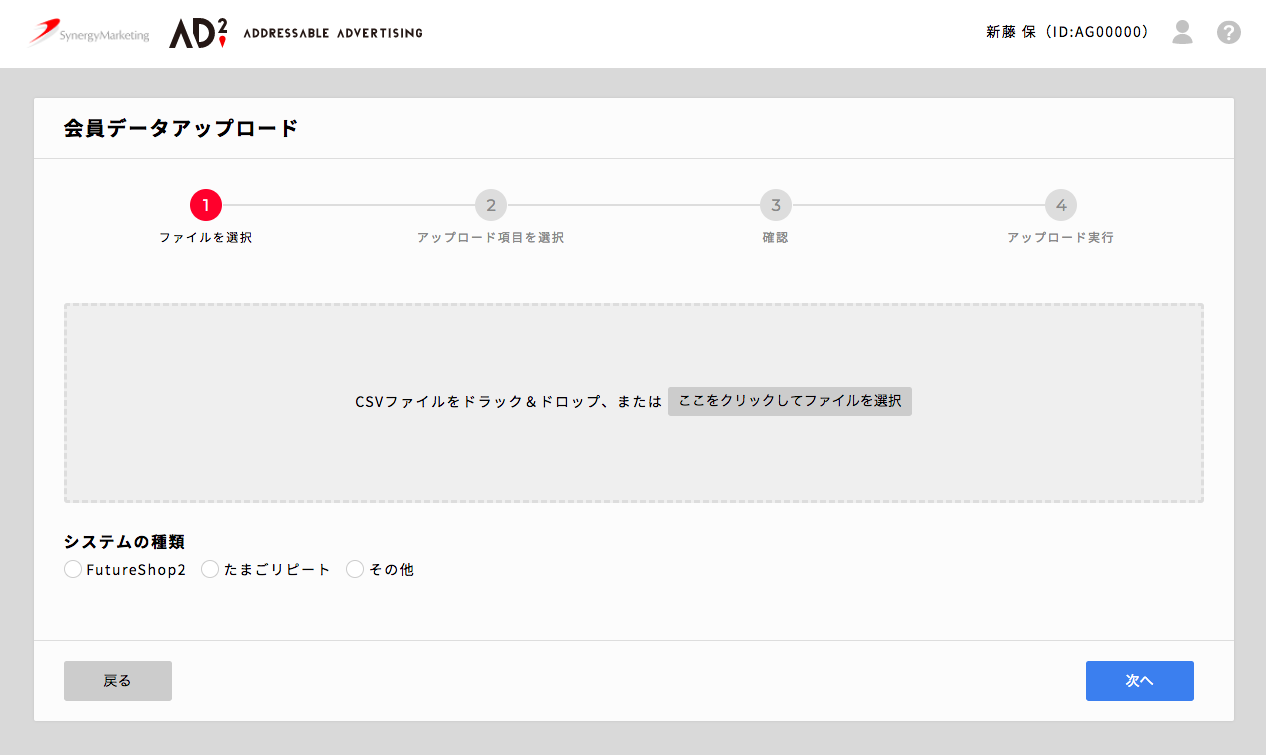 SynergyMarketing AD2 ADDRESSABLE ADVERTISING
新藤 保（ID:AG00000）
?
会員データアップロード
1 2 3 4
ファイルを選択 アップロード項目を選択 確認 アップロード実行
CSVファイルをドラック＆ドロップ、または ここをクリックしてファイルを選択
システムの種類
FutureShop2 たまごリピート その他
戻る 次へ